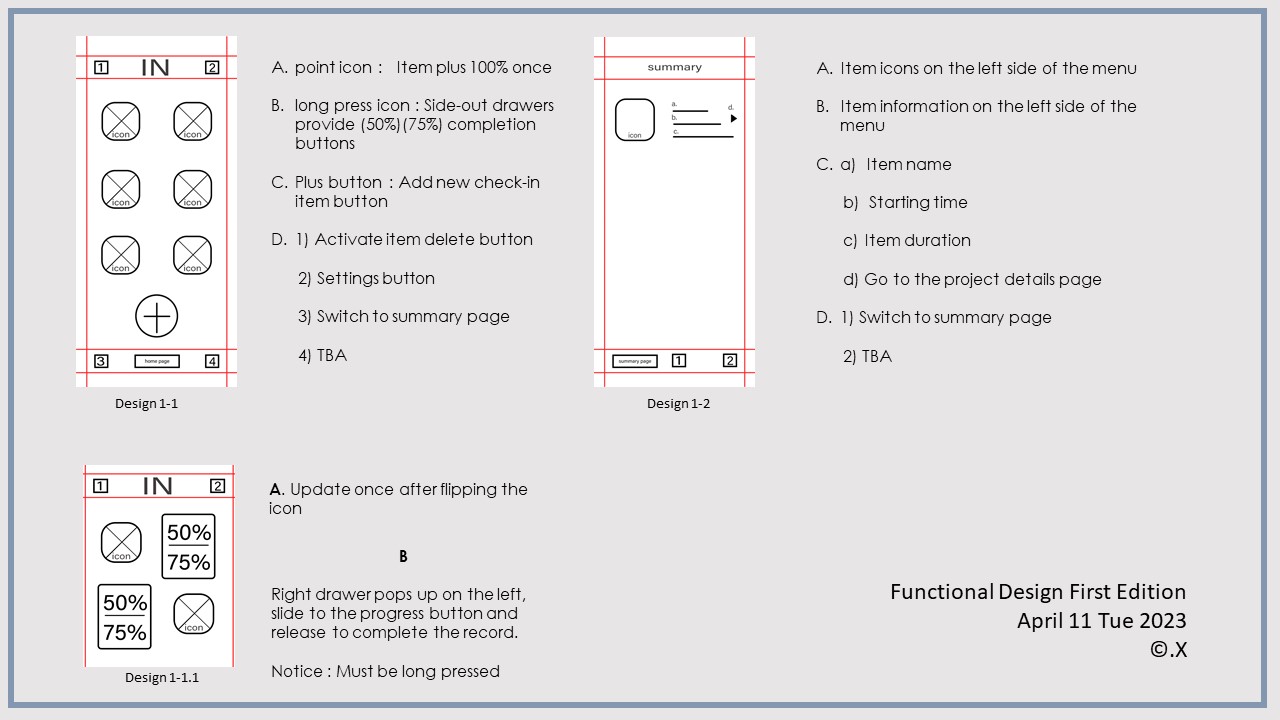 1 IN 2
icon icon
icon icon
icon icon
3 home page 4
Design 1-1
A. point icon : Item plus 100% once
B. long press icon : Side-out drawers
provide (50%)(75%) completion
buttons
C. Plus button : Add new check-in
item button
D. 1) Activate item delete button
2) Settings button
3) Switch to summary page
4) TBA
summary
a. d.
b.
c.
icon
summary page 1 2
Design 1-2
A. Item icons on the left side of the menu
B. Item information on the left side of the
menu
C. a) Item name
b) Starting time
c) Item duration
d) Go to the project details page
D. 1) Switch to summary page
2) TBA
1 IN 2
50%
icon 75%
50%
75% icon
Design 1-1.1
A. Update once after flipping the
icon
B
Right drawer pops up on the left,
slide to the progress button and
release to complete the record.
Notice : Must be long pressed
Functional Design First Edition
April 11 Tue 2023
©.X